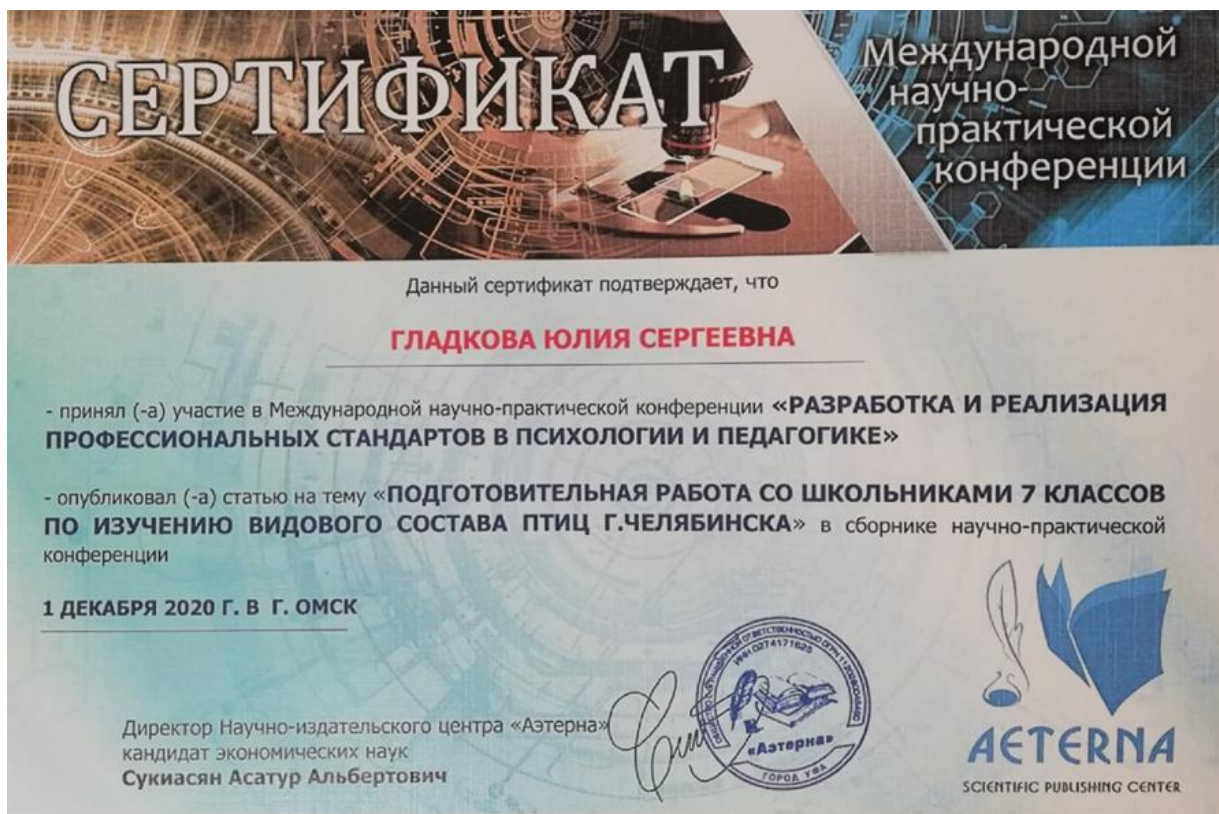 СЕРТИФИКАТ
Международной
научно-
практической
конференции
Данный сертификат подтверждает, что
ГЛАДКОВА ЮЛИЯ СЕРГЕЕВНА
- принял (-а) участие в Международной научно-практической конференции «РАЗРАБОТКА И РЕАЛИЗАЦИЯ
ПРОФЕССИОНАЛЬНЫХ СТАНДАРТОВ В ПСИХОЛОГИИ И ПЕДАГОГИКЕ»
- опубликовал (-а) статью на тему «ПОДГОТОВИТЕЛЬНАЯ РАБОТА СО ШКОЛЬНИКАМИ 7 КЛАССОВ
ПО ИЗУЧЕНИЮ ВИДОВОГО СОСТАВА ПТИЦ Г.ЧЕЛЯБИНСКА» в сборнике научно-практической
конференции
1 ДЕКАБРЯ 2020 Г. В Г. ОМСК
Директор Научно-издательского центра «Аэтерна»
кандидат экономических наук
Сукиасян Асатур Альбертович
ИНН 0274171625
«Аэтерна»
ГОРОД УФА
AETERNA
SCIENTIFIC PUBLISHING CENTER